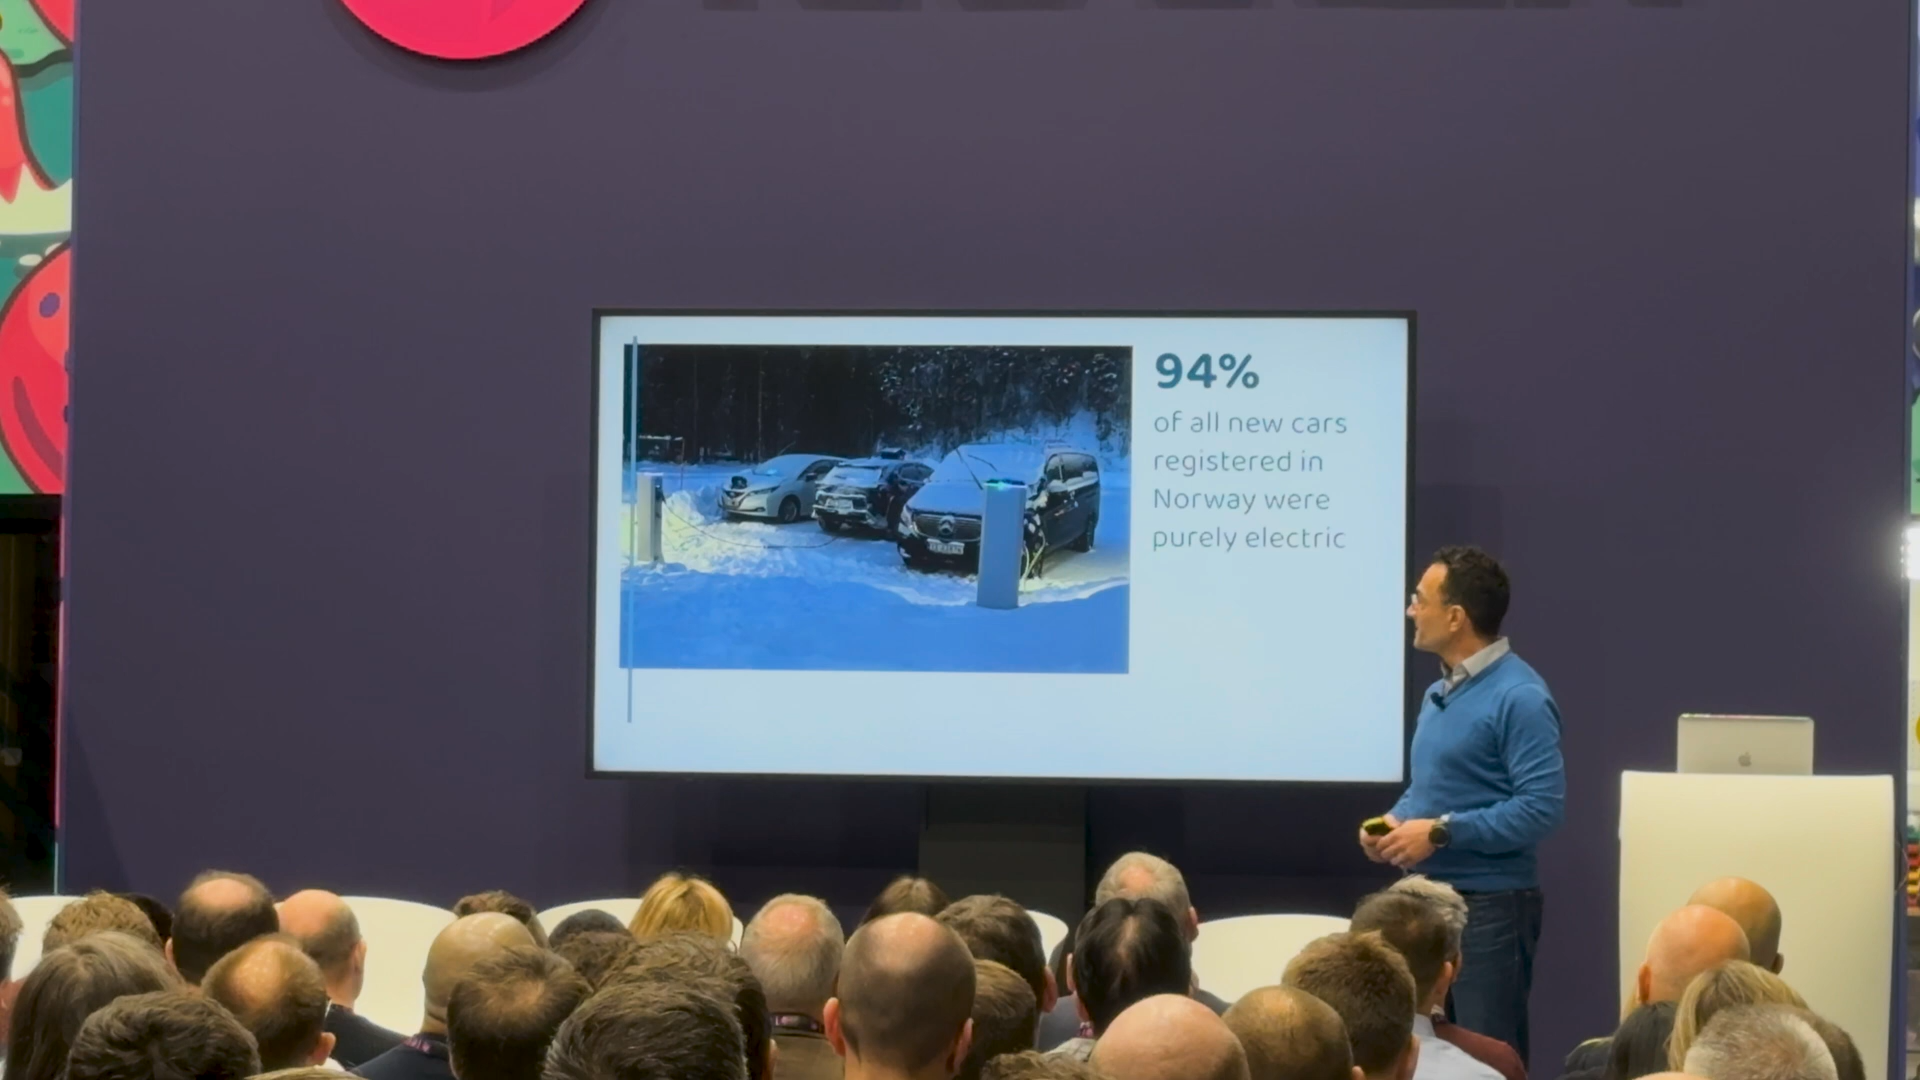 94%
of all new cars
registered in
Norway were
purely electric